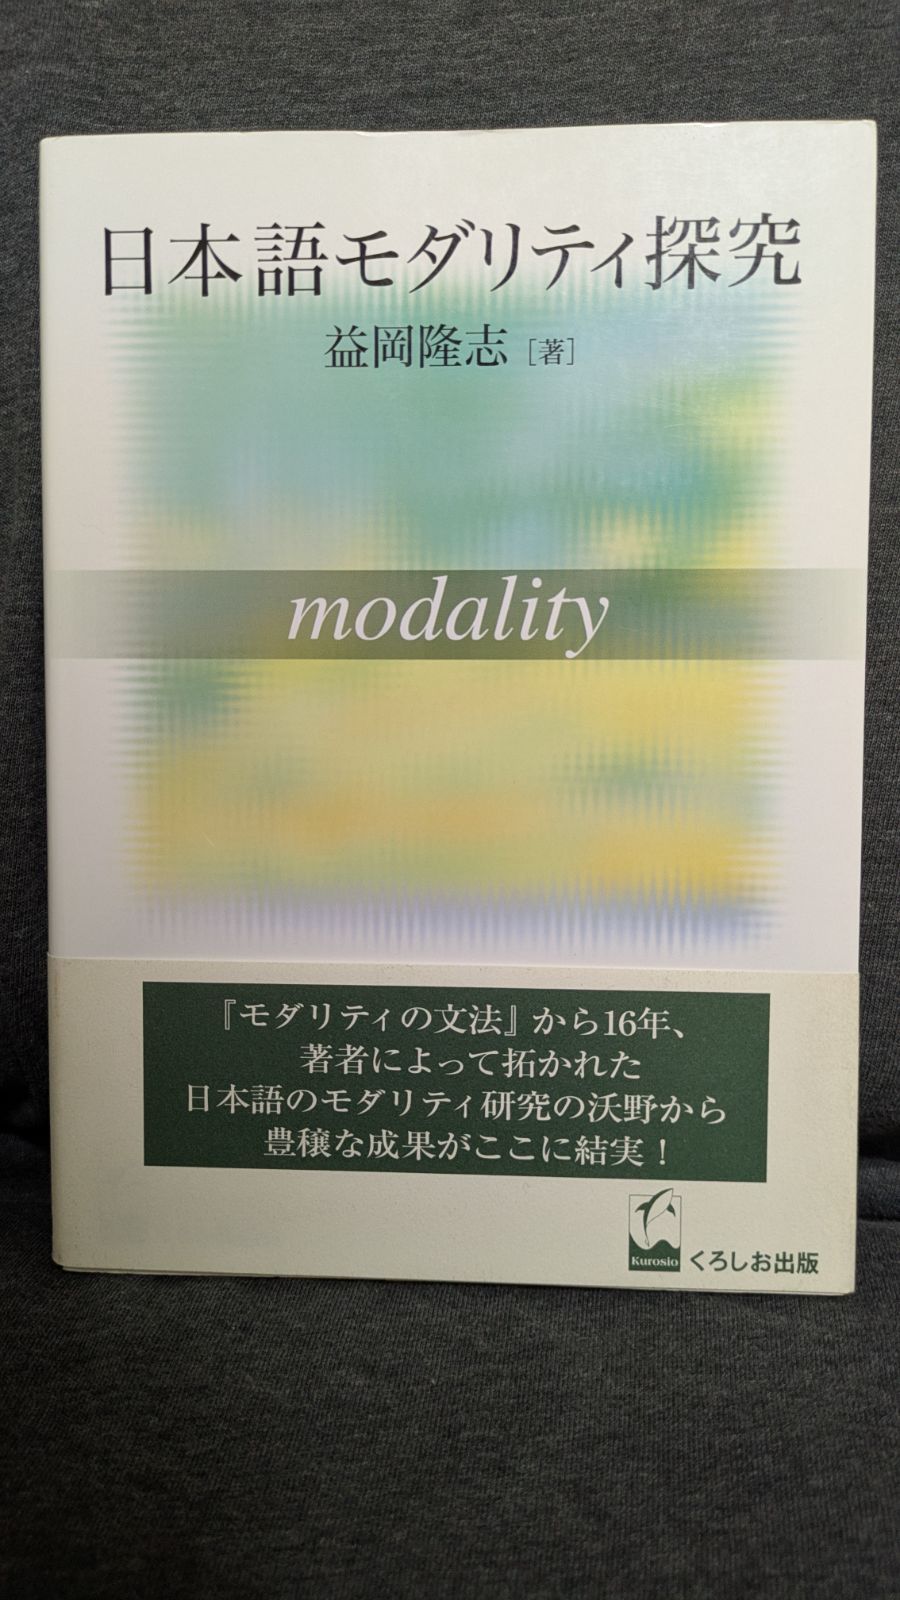 日本語モダリティ探究
益岡隆志［著］
modality
『モダリティの文法』から16年、
著者によって拓かれた
日本語のモダリティ研究の沃野から
豊穣な成果がここに結実！
Kurosio
くろしお出版